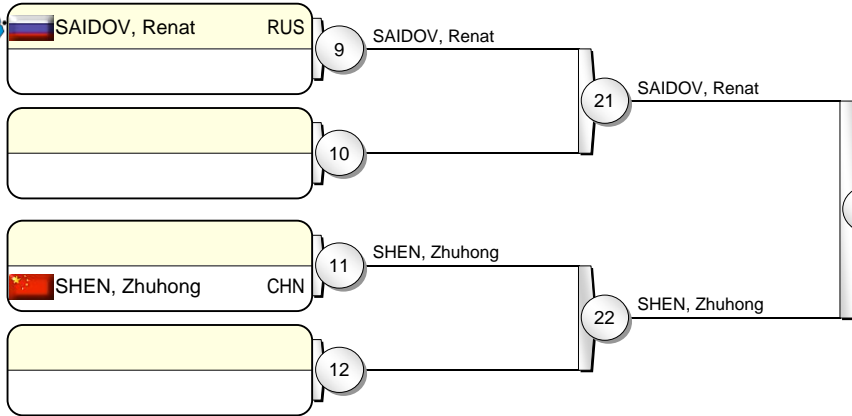 SAIDOV, Renat RUS
9
SAIDOV, Renat
21
SAIDOV, Renat
10
11
SHEN, Zhuhong
SHEN, Zhuhong CHN
22
SHEN, Zhuhong
12